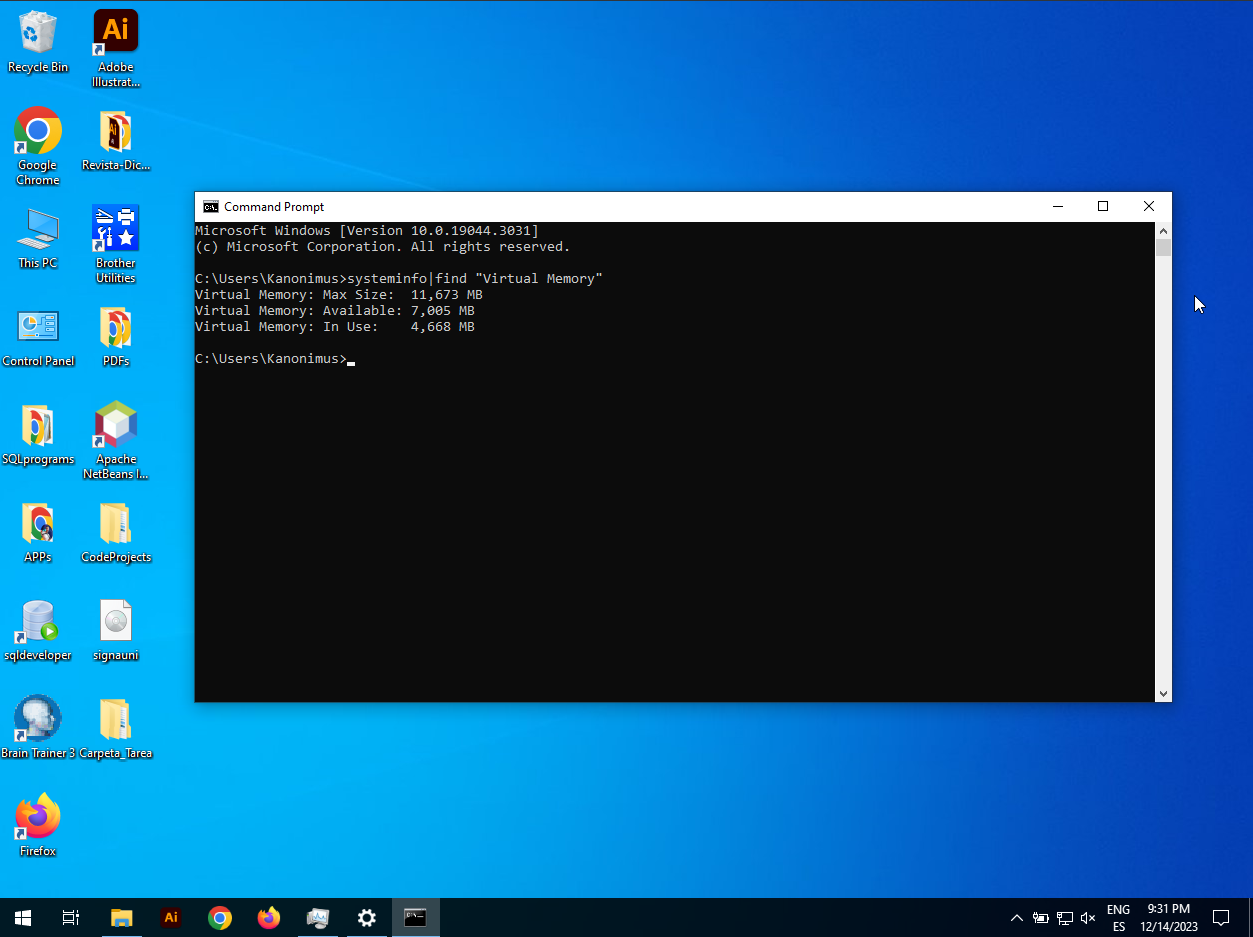 Recycle Bin
Ai
Adobe
Illustrat...
Google
Chrome
Revista-Dic...
This PC
Brother
Utilities
Control Panel
PDFs
SQLprograms
Apache
NetBeans I...
APPs
CodeProjects
sqldeveloper
signauni
Brain Trainer 3
Carpeta_Tarea
Firefox
C:\.
Command Prompt
Microsoft Windows [Version 10.0.19044.3031]
(c) Microsoft Corporation. All rights reserved.
C:\Users\Kanonimus>systeminfo|find "Virtual Memory"
Virtual Memory: Max Size:  11,673 MB
Virtual Memory: Available: 7,005 MB
Virtual Memory: In Use:    4,668 MB
C:\Users\Kanonimus>
Ai
ENG
ES
9:31 PM
12/14/2023